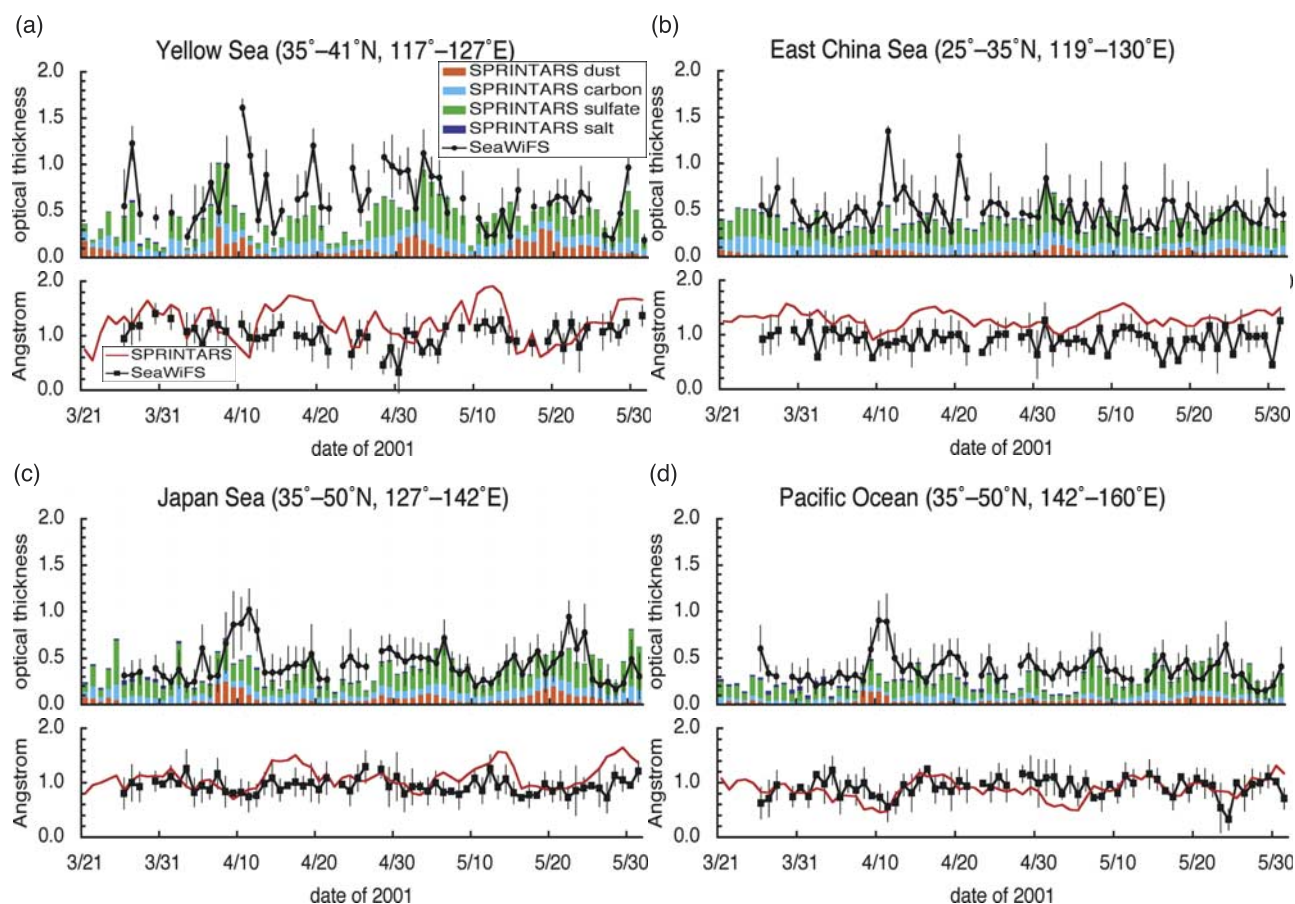 (a)
Yellow Sea (35°–41°N, 117°–127°E)
2.0
1.5
1.0
0.5
0.0
optical thickness
SPRINTARS dust
SPRINTARS carbon
SPRINTARS sulfate
SPRINTARS salt
SeaWiFS
2.0
1.0
0.0
Angstrom
SPRINTARS
SeaWiFS
3/21 3/31 4/10 4/20 4/30 5/10 5/20 5/30
date of 2001
(b)
East China Sea (25°–35°N, 119°–130°E)
2.0
1.5
1.0
0.5
0.0
optical thickness
2.0
1.0
0.0
Angstrom
3/21 3/31 4/10 4/20 4/30 5/10 5/20 5/30
date of 2001
(c)
Japan Sea (35°–50°N, 127°–142°E)
2.0
1.5
1.0
0.5
0.0
optical thickness
2.0
1.0
0.0
Angstrom
3/21 3/31 4/10 4/20 4/30 5/10 5/20 5/30
date of 2001
(d)
Pacific Ocean (35°–50°N, 142°–160°E)
2.0
1.5
1.0
0.5
0.0
optical thickness
2.0
1.0
0.0
Angstrom
3/21 3/31 4/10 4/20 4/30 5/10 5/20 5/30
date of 2001